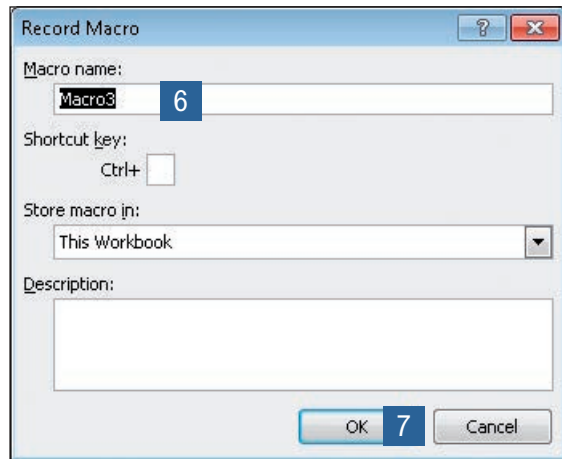 Record Macro ?
Macro name:
Macro3 6
Shortcut key:
Ctrl+
Store macro in:
This Workbook
Description:
OK 7 Cancel